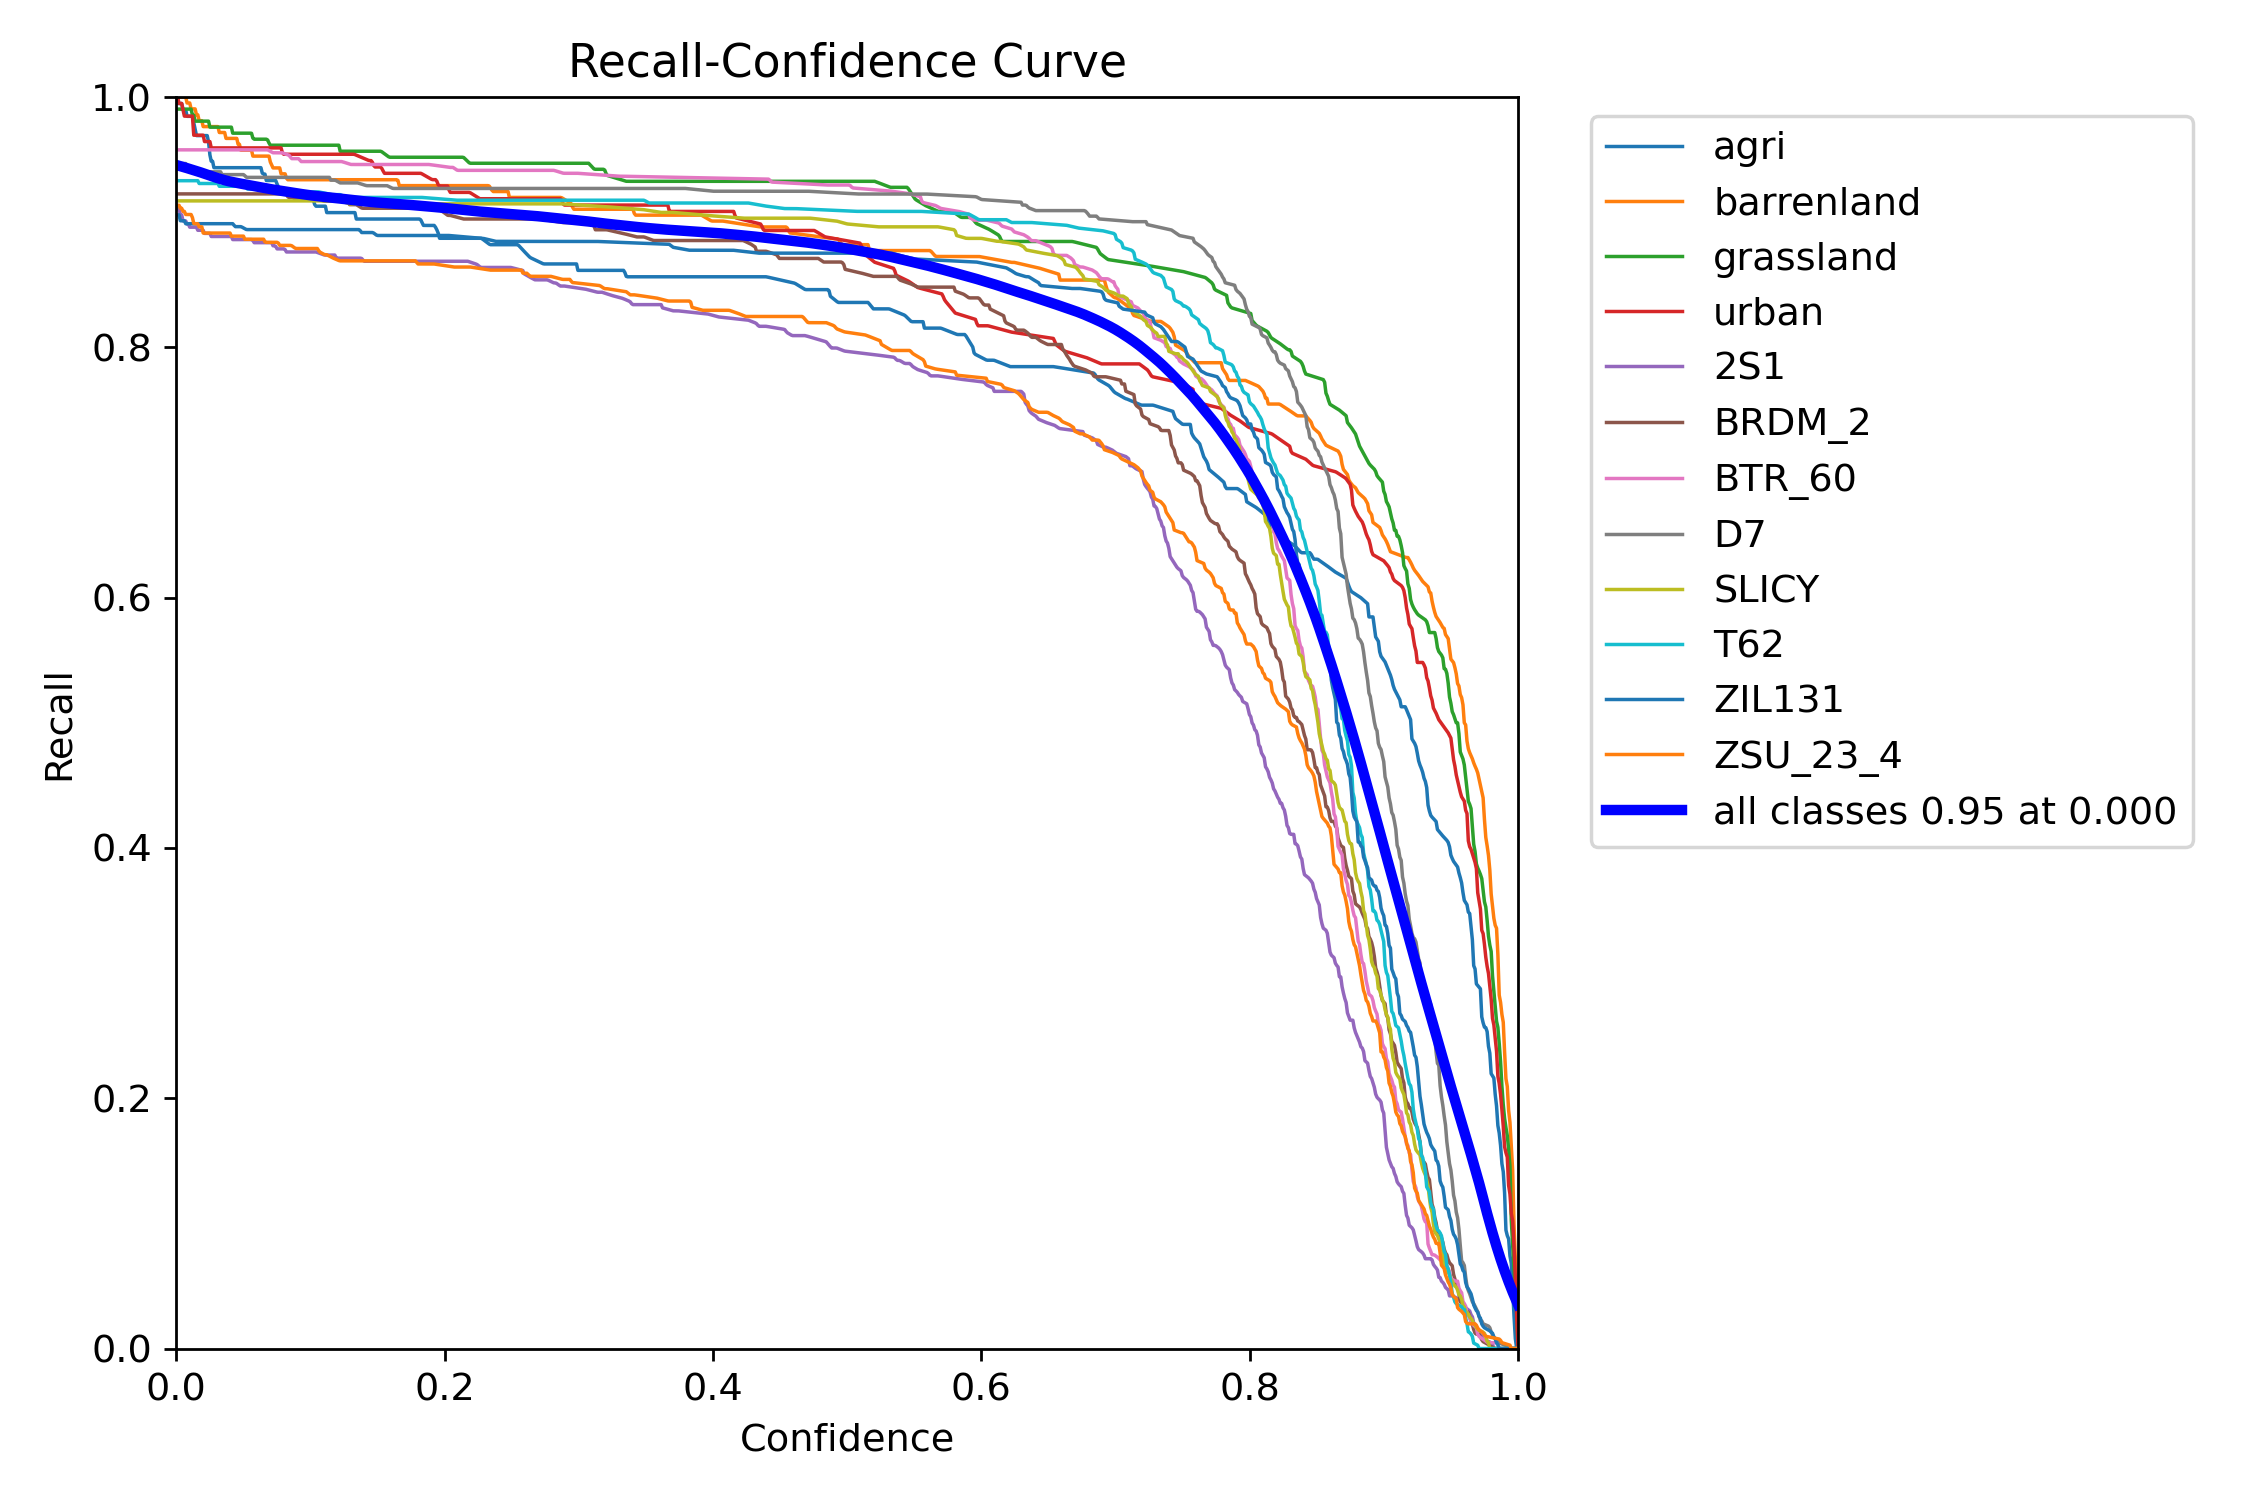 Recall-Confidence Curve
1.0
0.8
0.6
0.4
0.2
0.0
Recall
0.0 0.2 0.4 0.6 0.8 1.0
Confidence
agri
barrenland
grassland
urban
2S1
BRDM_2
BTR_60
D7
SLICY
T62
ZIL131
ZSU_23_4
all classes 0.95 at 0.000